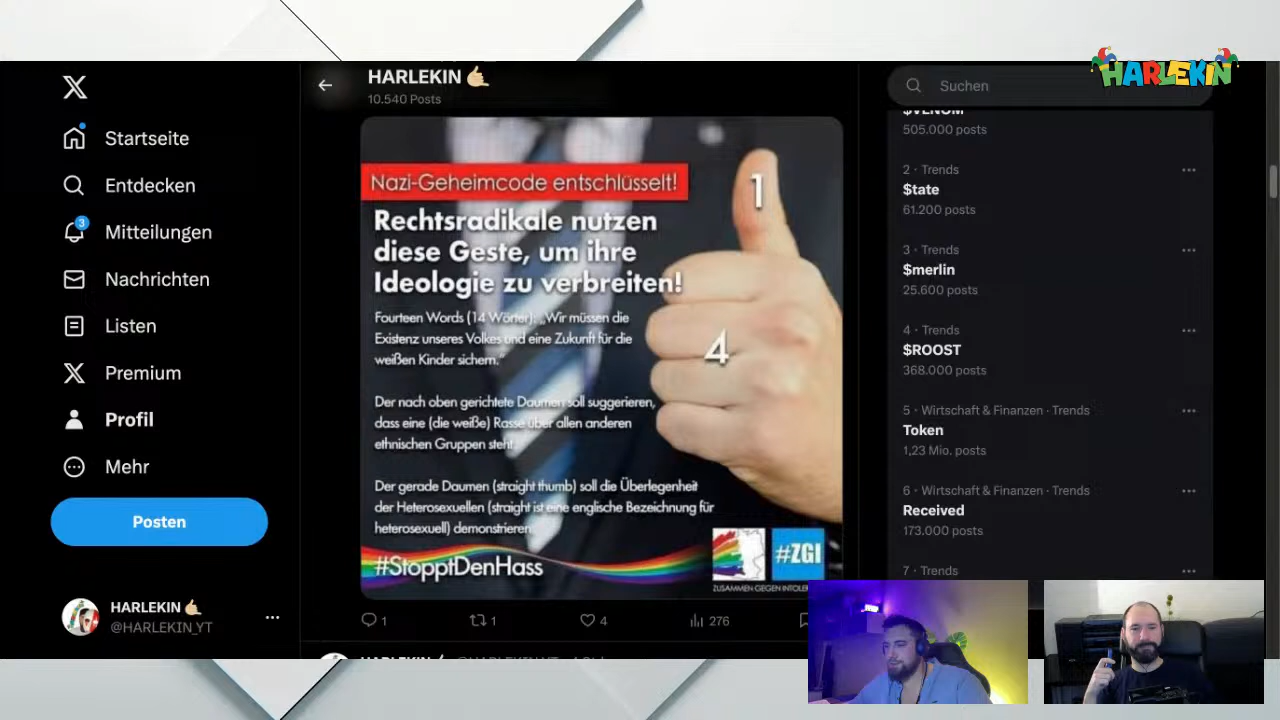 HARLEKIN
X
HARLEKIN
10.540 Posts
Startseite
Entdecken
3
Mitteilungen
Nachrichten
Listen
Premium
Profil
Mehr
Posten
HARLEKIN
@HARLEKIN_YT
Nazi-Geheimcode entschlüsselt!
Rechtsradikale nutzen
diese Geste, um ihre
Ideologie zu verbreiten!
Fourteen Words (14 Wörter): „Wir müssen die
Existenz unseres Volkes und eine Zukunft für die
weißen Kinder sichern."
Der nach oben gerichtete Daumen soll suggerieren,
dass eine (die weiße) Rasse über allen anderen
ethnischen Gruppen steht.
Der gerade Daumen (straight thumb) soll die Überlegenheit
der Heterosexuellen (straight ist eine englische Bezeichnung für
heterosexuell) demonstrieren.
#StopptDenHass
1
4
#ZGI
ZUSAMMEN GEGEN INTOLER
1
1
4
276
Suchen
$VENOM
505.000 posts
2 · Trends
$tate
61.200 posts
3 · Trends
$merlin
25.600 posts
4 · Trends
$ROOST
368.000 posts
5 · Wirtschaft & Finanzen · Trends
Token
1,23 Mio. posts
6 · Wirtschaft & Finanzen · Trends
Received
173.000 posts
7 · Trends